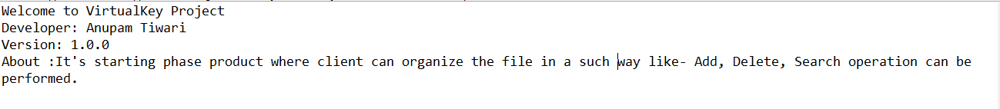 Welcome to VirtualKey Project
Developer: Anupam Tiwari
Version: 1.0.0
About :It's starting phase product where client can organize the file in a such way like- Add, Delete, Search operation can be
performed.